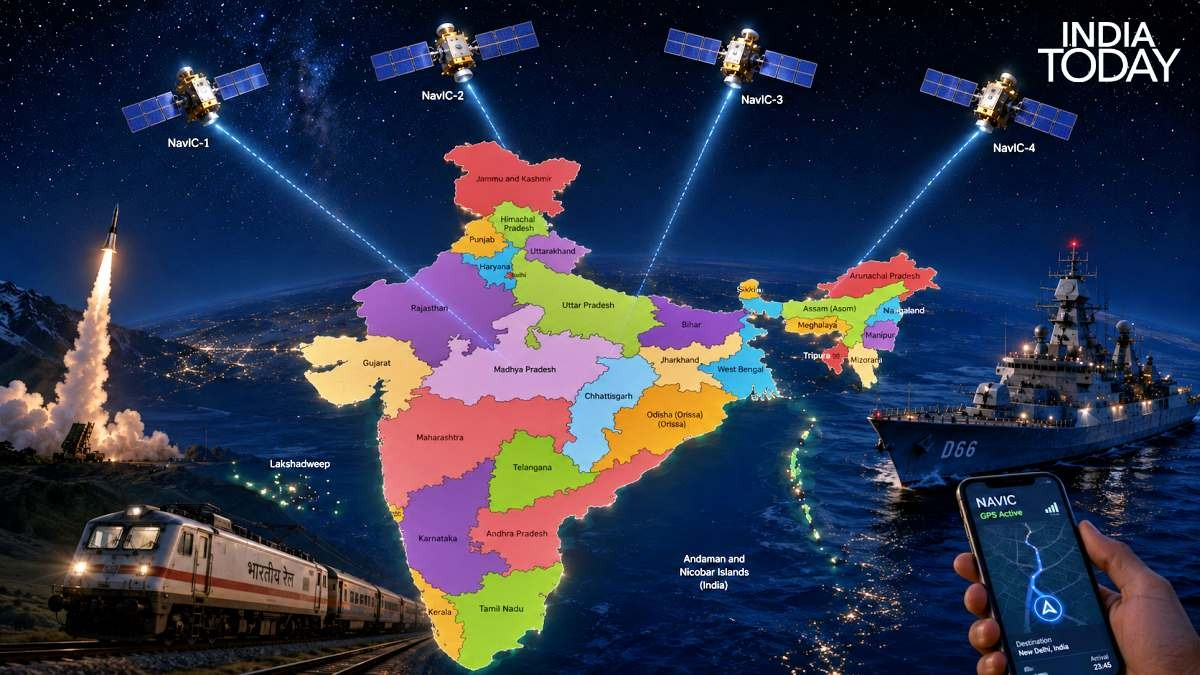 INDIA
TODAY
NavIC-1
NavIC-2
NavIC-3
NavIC-4
Jammu and Kashmir
Himachal
Pradesh
Punjab
Uttarakhand
Haryana
Rajasthan
Uttar Pradesh
Bihar
Sikkim
Arunachal Pradesh
Assam (Asom)
Nagaland
Meghalaya
Manipur
Tripura
Mizoram
Gujarat
Madhya Pradesh
Jharkhand
West Bengal
Chhattisgarh
Odisha (Orissa)
(Orissa)
Maharashtra
Telangana
Lakshadweep
Karnataka
Andhra Pradesh
Kerala
Tamil Nadu
Andaman and
Nicobar Islands
(India)
D66
भारतीय रेल
NAVIC
GPS Active
Destination
New Delhi, India
Arrival
23:45